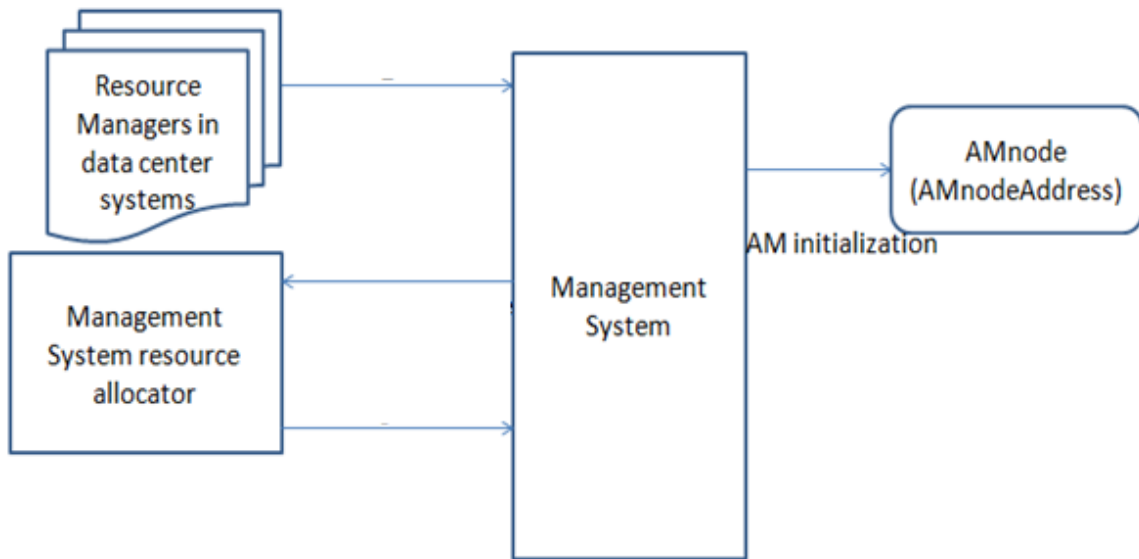 Resource
Managers in
data center
systems
Management
System resource
allocator
Management
System
AM initialization
AMnode
(AMnodeAddress)